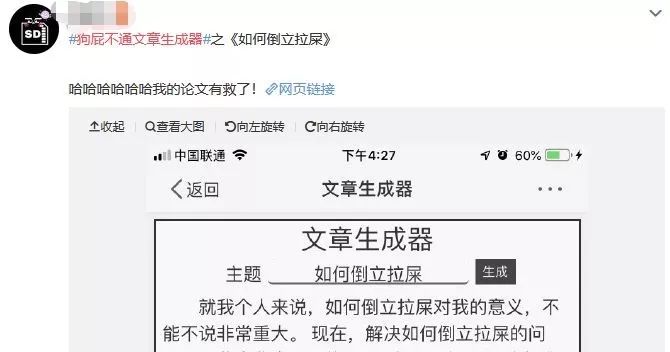 SD
#狗屁不通文章生成器#之《如何倒立拉屎》
哈哈哈哈哈哈我的论文有救了！网页链接
收起 查看大图 向左旋转 向右旋转
中国联通 下午4:27 60%
返回 文章生成器 ···
文章生成器
主题 如何倒立拉屎 生成
就我个人来说，如何倒立拉屎对我的意义，不
能不说非常重大。 现在，解决如何倒立拉屎的问